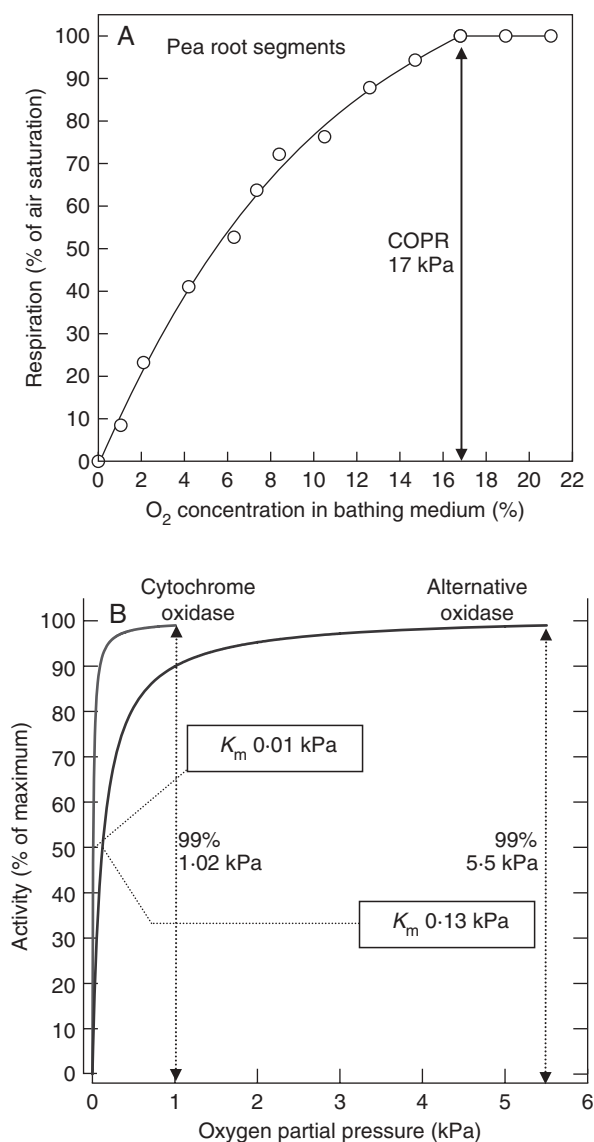 A
Pea root segments
100
90
80
70
60
50
40
30
20
10
0
Respiration (% of air saturation)
COPR
17 kPa
0 2 4 6 8 10 12 14 16 18 20 22
O₂ concentration in bathing medium (%)
B
Cytochrome
oxidase
Alternative
oxidase
100
90
80
70
60
50
40
30
20
10
0
Activity (% of maximum)
Km 0·01 kPa
99%
1·02 kPa
99%
5·5 kPa
Km 0·13 kPa
0 1 2 3 4 5 6
Oxygen partial pressure (kPa)